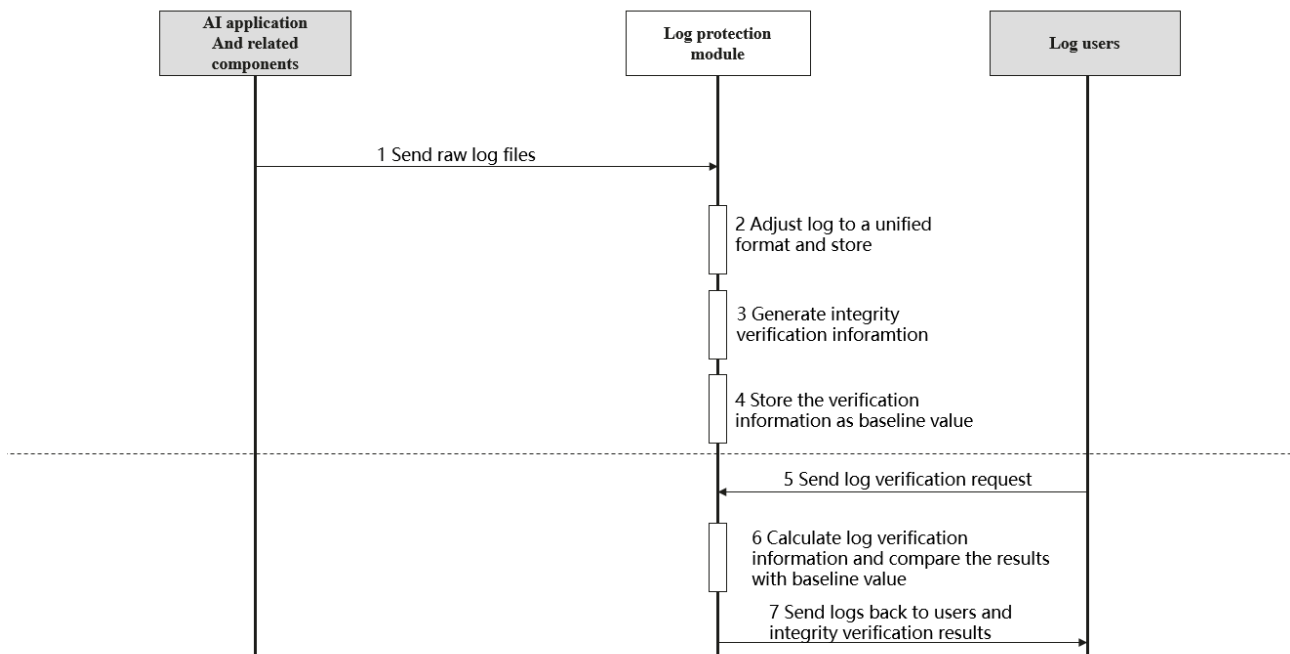 AI application
And related
components
Log protection
module
Log users
1 Send raw log files
2 Adjust log to a unified
format and store
3 Generate integrity
verification inforamtion
4 Store the verification
information as baseline value
5 Send log verification request
6 Calculate log verification
information and compare the results
with baseline value
7 Send logs back to users and
integrity verification results